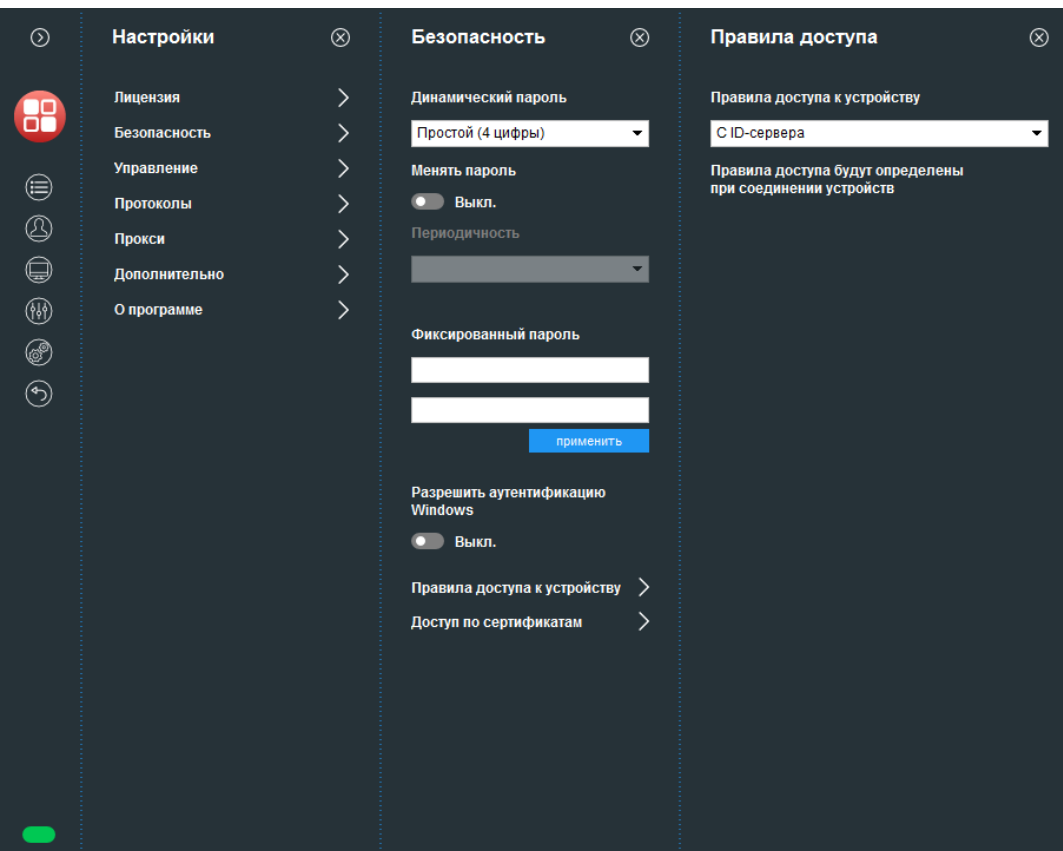 Настройки
Лицензия
Безопасность
Управление
Протоколы
Прокси
Дополнительно
О программе
Безопасность
Динамический пароль
Простой (4 цифры)
Менять пароль
Выкл.
Периодичность
Фиксированный пароль
применить
Разрешить аутентификацию
Windows
Выкл.
Правила доступа к устройству
Доступ по сертификатам
Правила доступа
Правила доступа к устройству
С ID-сервера
Правила доступа будут определены
при соединении устройств